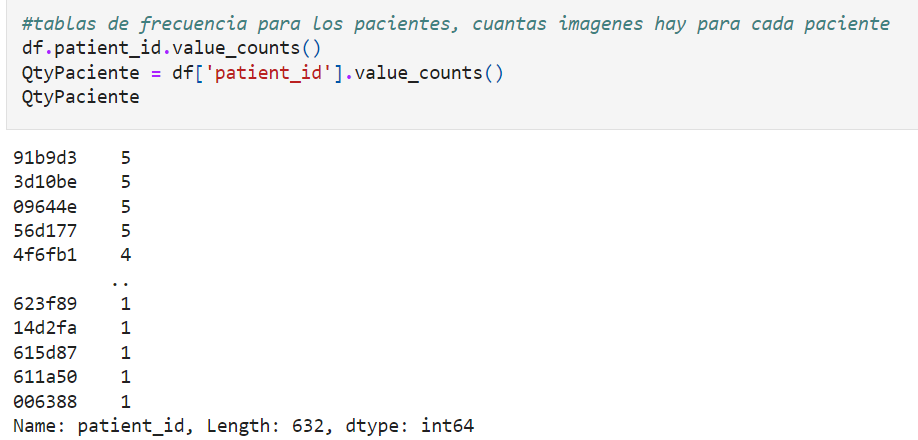 #tablas de frecuencia para los pacientes, cuantas imagenes hay para cada paciente
df.patient_id.value_counts()
QtyPaciente = df['patient_id'].value_counts()
QtyPaciente
91b9d3    5
3d10be    5
09644e    5
56d177    5
4f6fb1    4
..
623f89    1
14d2fa    1
615d87    1
611a50    1
006388    1
Name: patient_id, Length: 632, dtype: int64